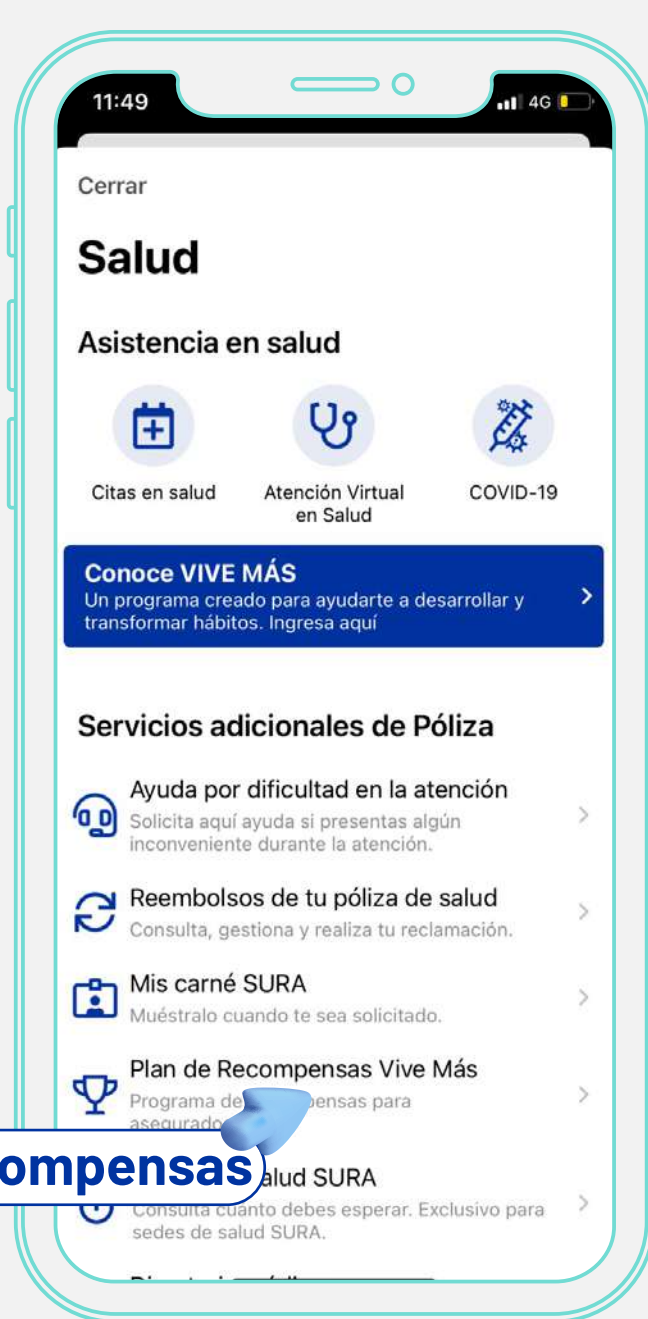 11:49
4G
Cerrar
Salud
Asistencia en salud
Citas en salud
Atención Virtual
en Salud
COVID-19
Conoce VIVE MÁS
Un programa creado para ayudarte a desarrollar y
transformar hábitos. Ingresa aquí
Servicios adicionales de Póliza
Ayuda por dificultad en la atención
Solicita aquí ayuda si presentas algún
inconveniente durante la atención.
Reembolsos de tu póliza de salud
Consulta, gestiona y realiza tu reclamación.
Mis carné SURA
Muéstralo cuando te sea solicitado.
Plan de Recompensas Vive Más
Programa de para
ompensas
SURA
Consulta cuánto debes esperar. Exclusivo para
sedes de salud SURA.